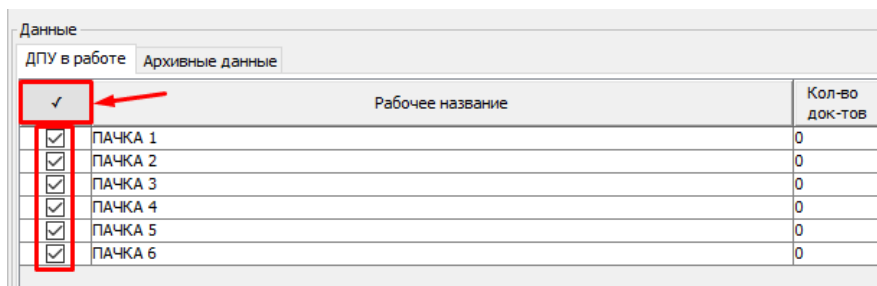 Данные
ДПУ в работе Архивные данные
✓ Рабочее название Кол-во
док-тов
ПАЧКА 1 0
ПАЧКА 2 0
ПАЧКА 3 0
ПАЧКА 4 0
ПАЧКА 5 0
ПАЧКА 6 0